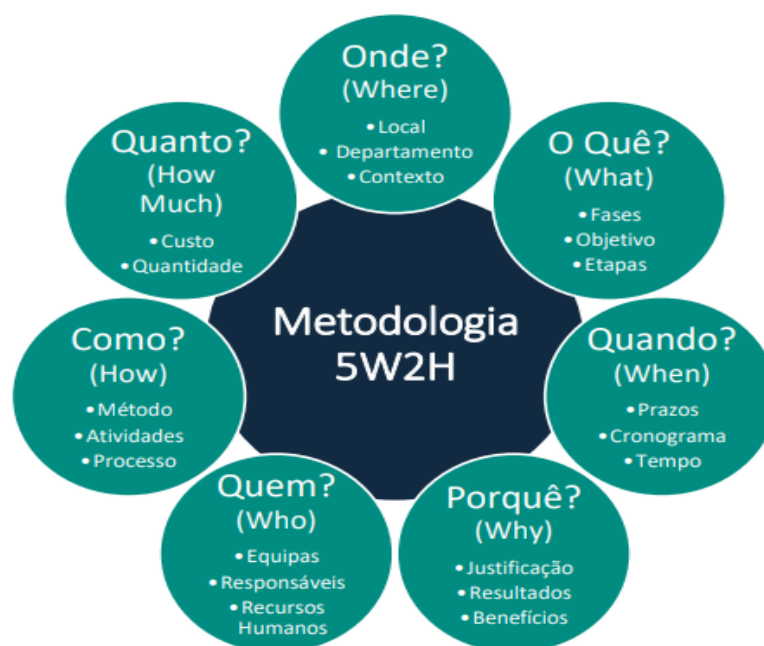 Onde?
(Where)
•Local
• Departamento
•Contexto
O Quê?
(What)
•Fases
•Objetivo
•Etapas
Quando?
(When)
•Prazos
•Cronograma
•Tempo
Porquê?
(Why)
•Justificação
•Resultados
•Benefícios
Quem?
(Who)
•Equipas
•Responsáveis
•Recursos
Humanos
Como?
(How)
•Método
•Atividades
•Processo
Quanto?
(How
Much)
•Custo
•Quantidade
Metodologia
5W2H